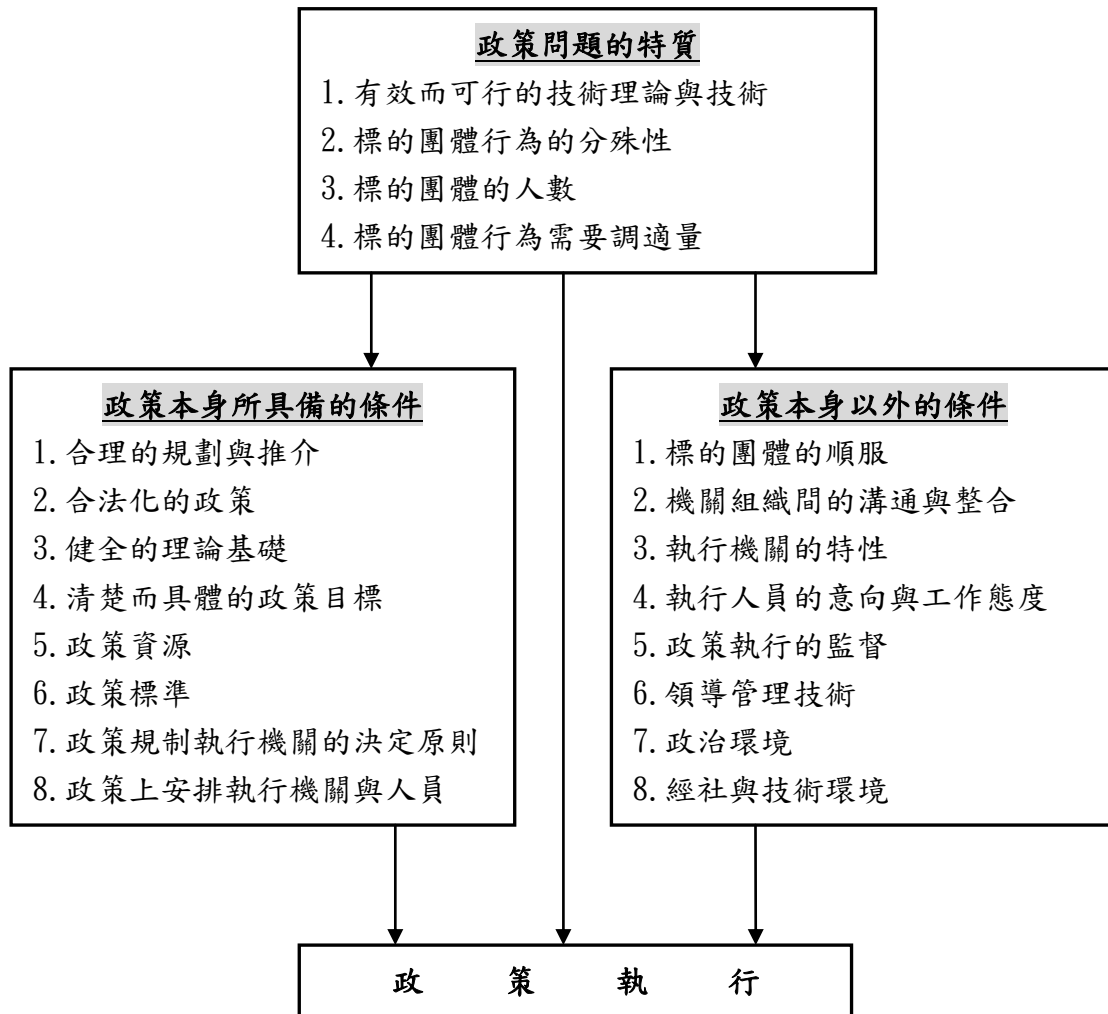 政策問題的特質
1.有效而可行的技術理論與技術
2.標的團體行為的分殊性
3.標的團體的人數
4.標的團體行為需要調適量
政策本身所具備的條件
1.合理的規劃與推介
2.合法化的政策
3.健全的理論基礎
4.清楚而具體的政策目標
5.政策資源
6.政策標準
7.政策規制執行機關的決定原則
8.政策上安排執行機關與人員
政策本身以外的條件
1.標的團體的順服
2.機關組織間的溝通與整合
3.執行機關的特性
4.執行人員的意向與工作態度
5.政策執行的監督
6.領導管理技術
7.政治環境
8.經社與技術環境
政策執行